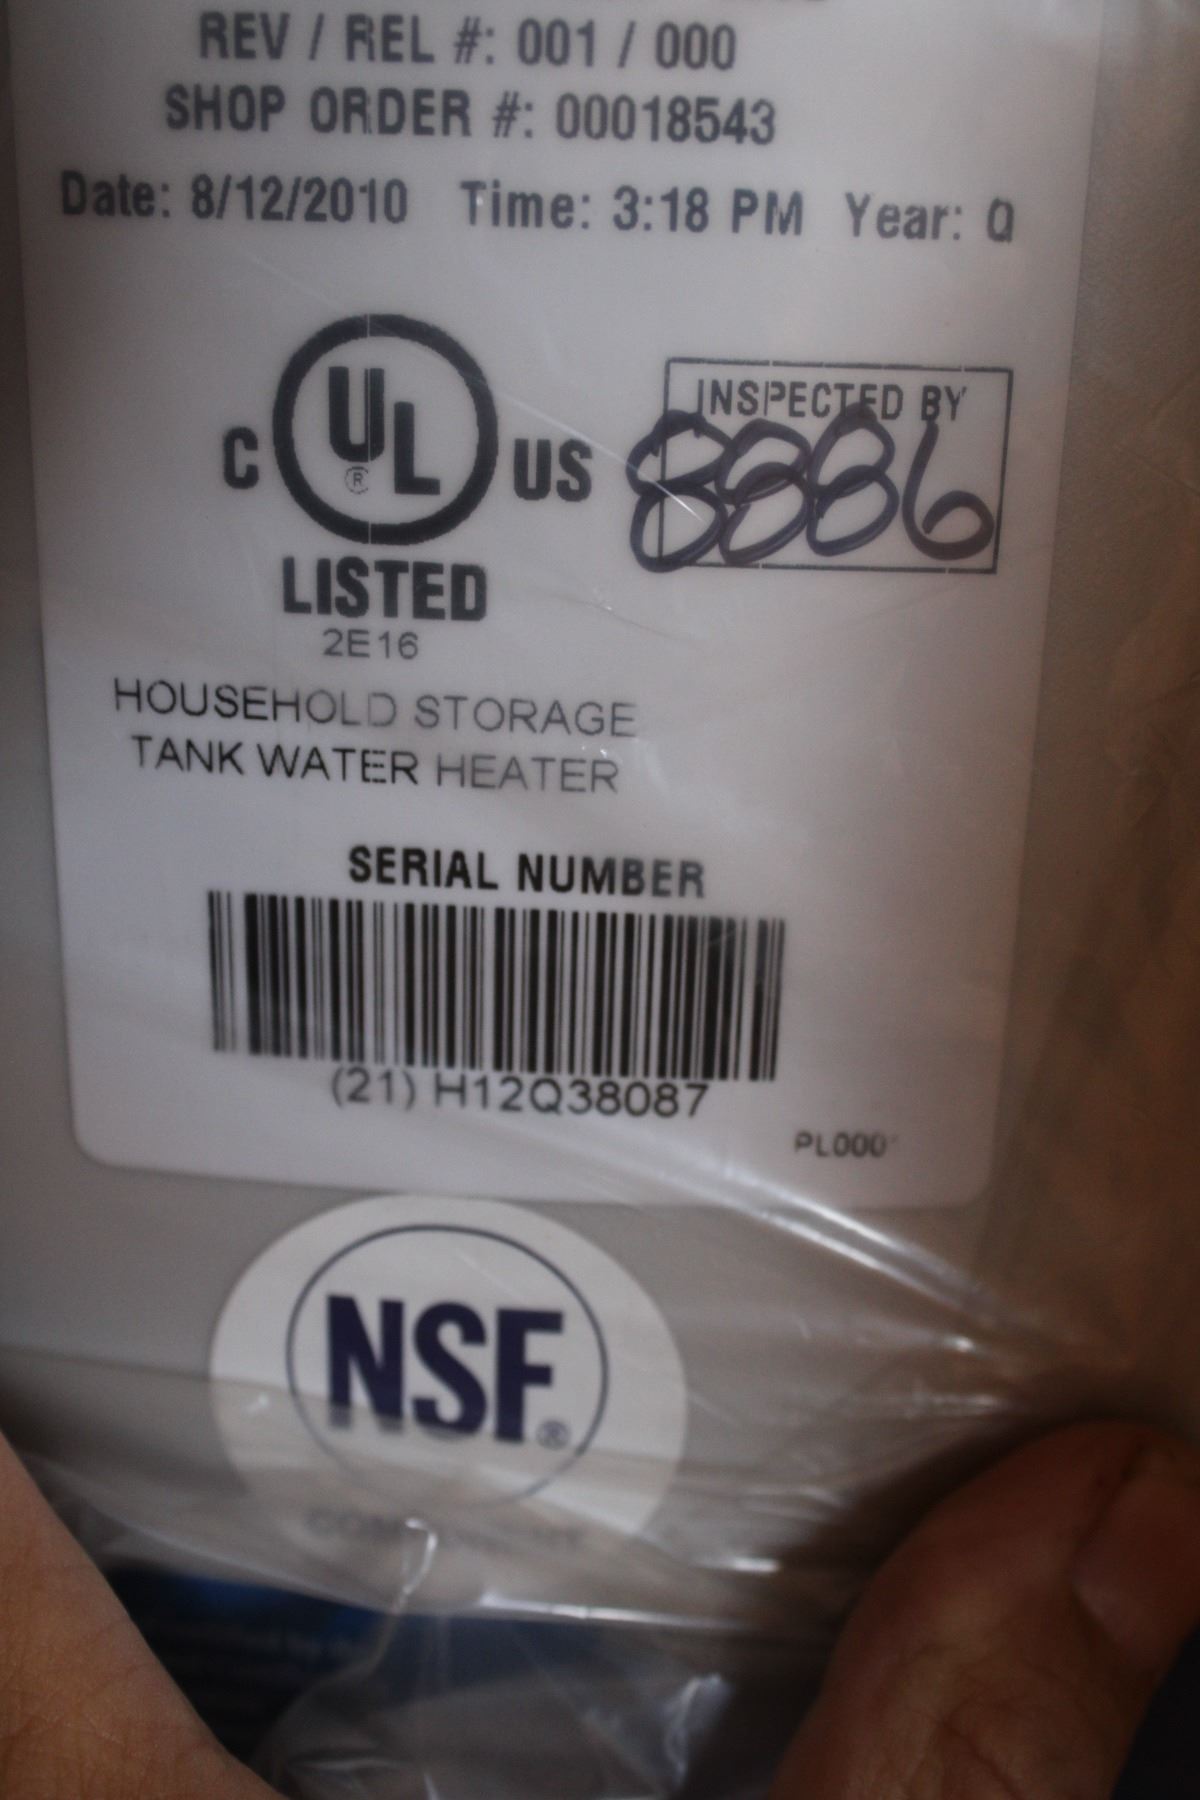 REV / REL #: 001 / 000
SHOP ORDER #: 00018543
Date: 8/12/2010 Time: 3:18 PM Year: Q
C UL ® US
LISTED
2E16
INSPECTED BY
8886
HOUSEHOLD STORAGE
TANK WATER HEATER
SERIAL NUMBER
(21) H12Q38087
PL000
NSF®